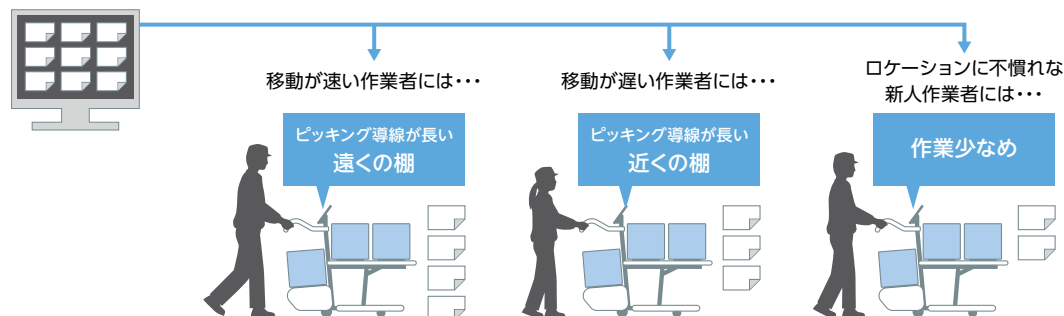 移動が速い作業者には・・・
ピッキング導線が長い
遠くの棚
移動が遅い作業者には・・・
ピッキング導線が長い
近くの棚
ロケーションに不慣れな
新人作業者には・・・
作業少なめ